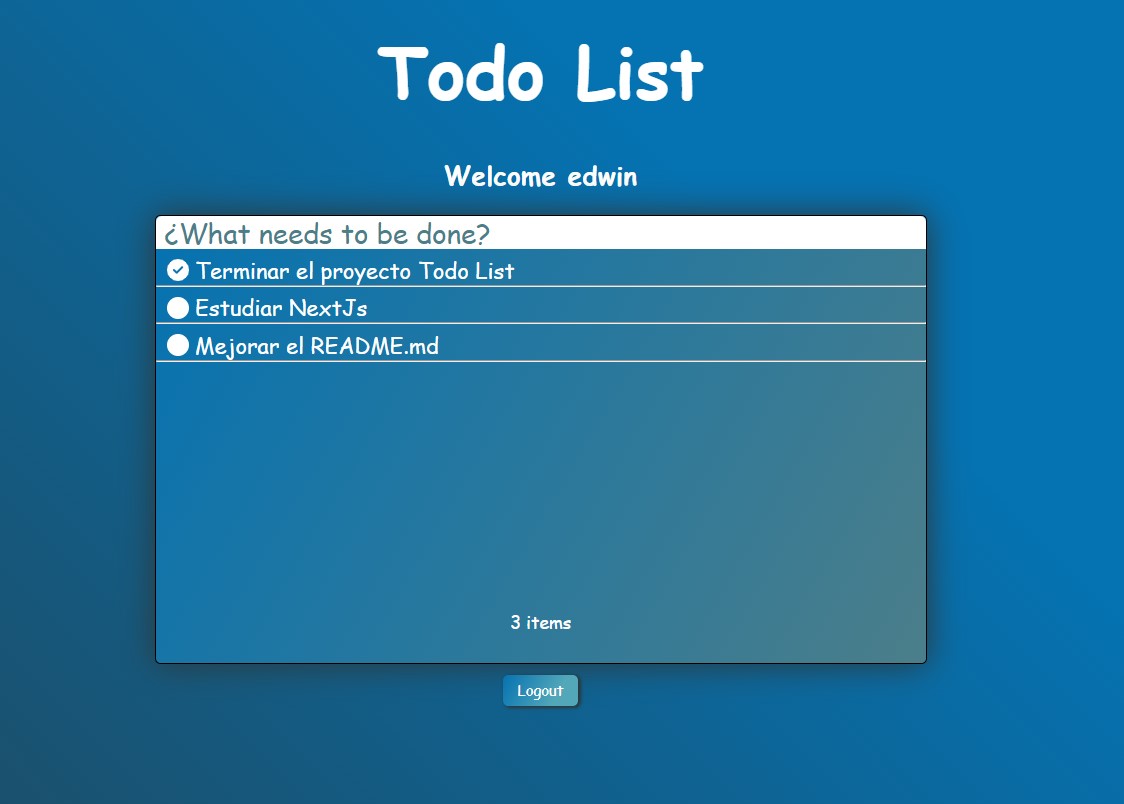 Todo List
Welcome edwin
¿What needs to be done?
Terminar el proyecto Todo List
Estudiar NextJs
Mejorar el README.md
3 items
Logout